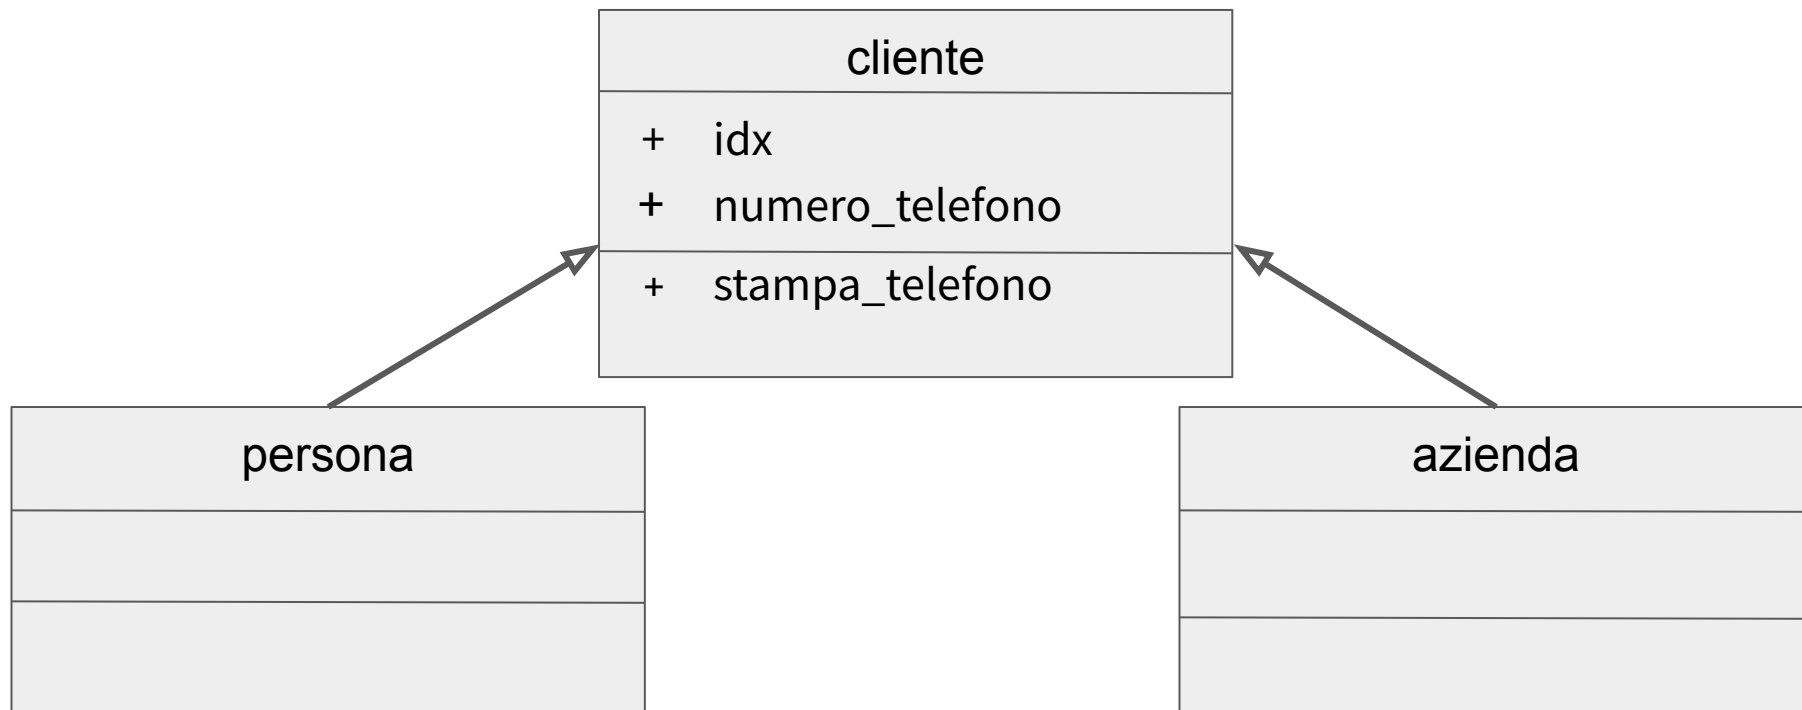 cliente
+ idx
+ numero_telefono
+ stampa_telefono
persona
azienda